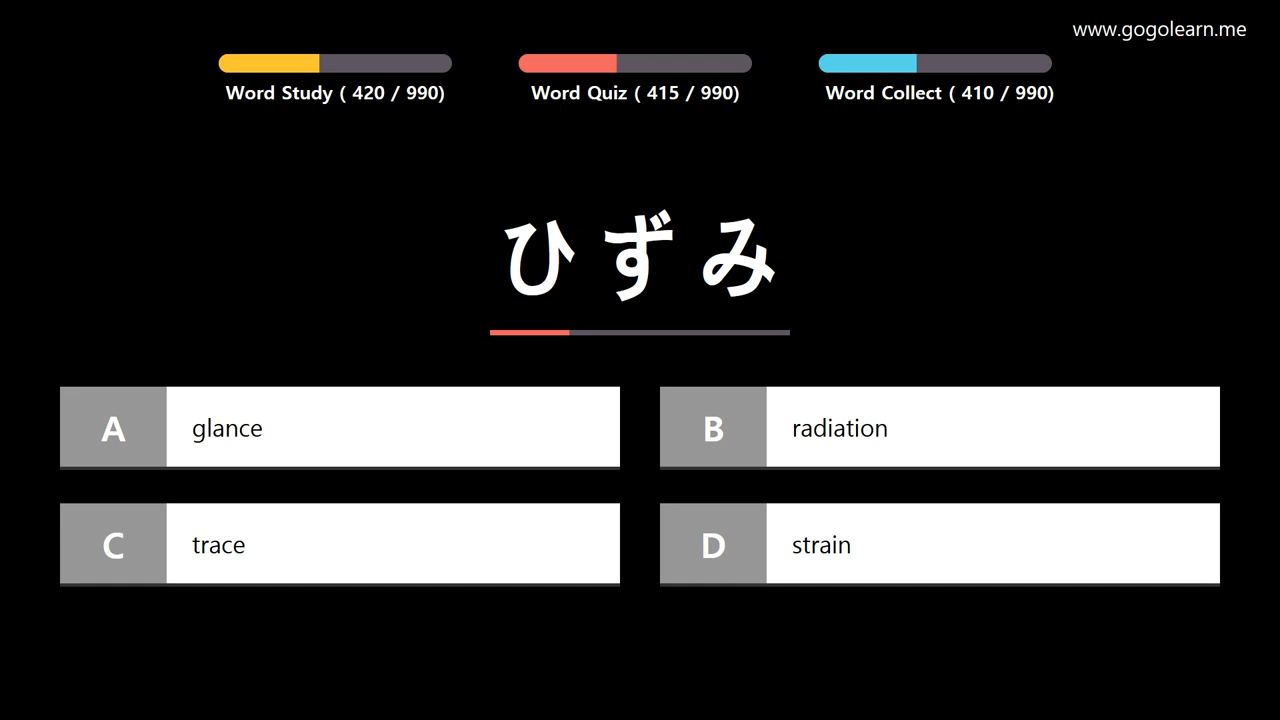 www.gogolearn.me
Word Study ( 420 / 990)
Word Quiz ( 415 / 990)
Word Collect ( 410 / 990)
ひずみ
A glance
B radiation
C trace
D strain